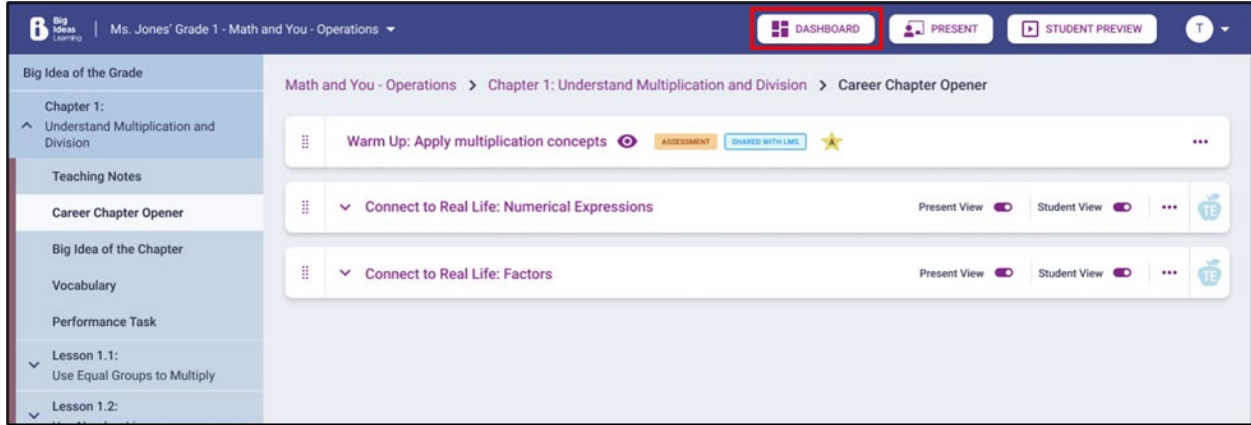 Big Ideas Learning
Ms. Jones' Grade 1 - Math and You - Operations
DASHBOARD
PRESENT
STUDENT PREVIEW
T
Big Idea of the Grade
Chapter 1:
Understand Multiplication and
Division
Teaching Notes
Career Chapter Opener
Big Idea of the Chapter
Vocabulary
Performance Task
Lesson 1.1:
Use Equal Groups to Multiply
Lesson 1.2:
Math and You - Operations > Chapter 1: Understand Multiplication and Division > Career Chapter Opener
Warm Up: Apply multiplication concepts ASSESSMENT SHARED WITH LMS A
Connect to Real Life: Numerical Expressions Present View Student View TE
Connect to Real Life: Factors Present View Student View TE